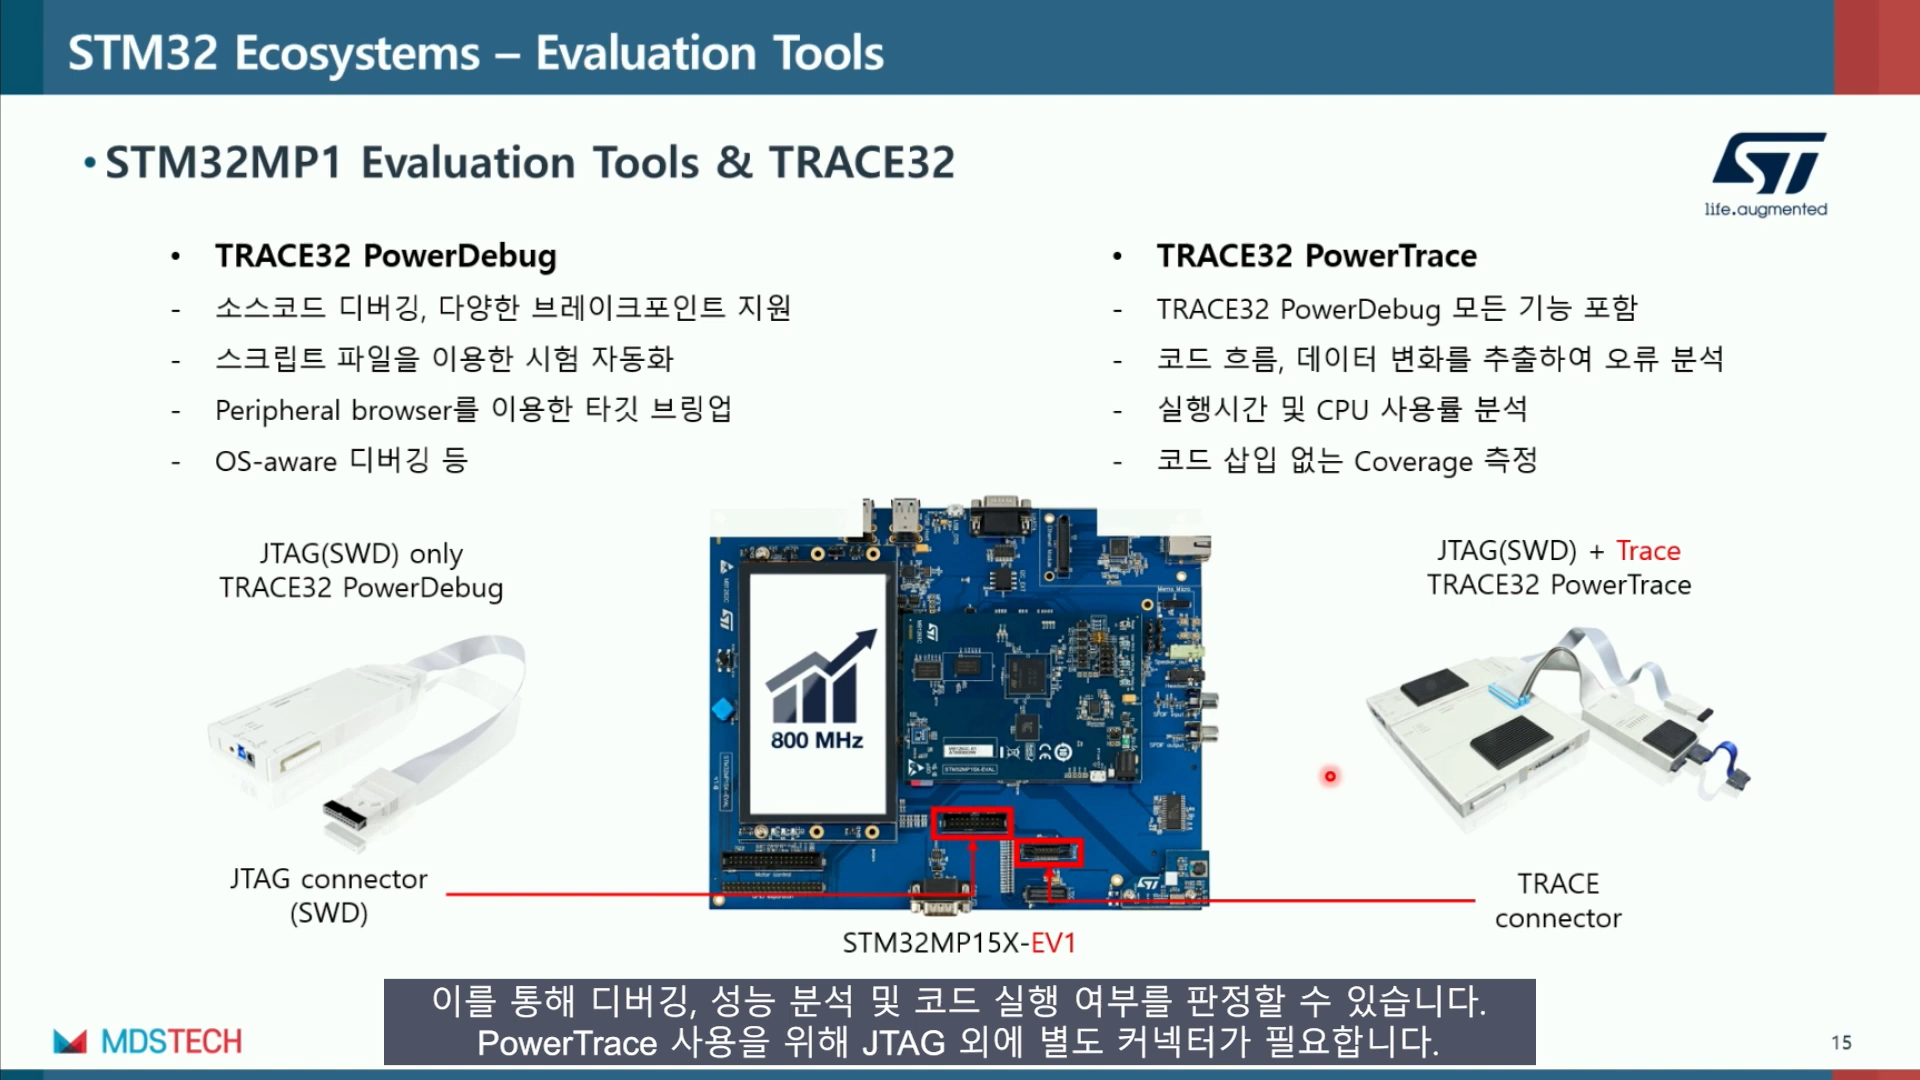 STM32 Ecosystems – Evaluation Tools
• STM32MP1 Evaluation Tools & TRACE32
life.augmented
• TRACE32 PowerDebug
- 소스코드 디버깅, 다양한 브레이크포인트 지원
- 스크립트 파일을 이용한 시험 자동화
- Peripheral browser를 이용한 타깃 브링업
- OS-aware 디버깅 등
• TRACE32 PowerTrace
- TRACE32 PowerDebug 모든 기능 포함
- 코드 흐름, 데이터 변화를 추출하여 오류 분석
- 실행시간 및 CPU 사용률 분석
- 코드 삽입 없는 Coverage 측정
JTAG(SWD) only
TRACE32 PowerDebug
800 MHz
JTAG(SWD) + Trace
TRACE32 PowerTrace
JTAG connector
(SWD)
TRACE
connector
STM32MP15X-EV1
이를 통해 디버깅, 성능 분석 및 코드 실행 여부를 판정할 수 있습니다.
PowerTrace 사용을 위해 JTAG 외에 별도 커넥터가 필요합니다.
MDSTECH
15